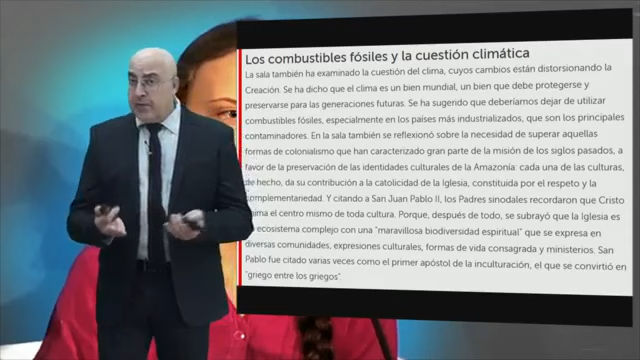 Los combustibles fósiles y la cuestión climática
La sala también ha examinado la cuestión del clima, cuyos cambios están distorsionando la
Creación. Se ha dicho que el clima es un bien mundial, un bien que debe protegerse y
preservarse para las generaciones futuras. Se ha sugerido que deberíamos dejar de utilizar
combustibles fósiles, especialmente en los países más industrializados, que son los principales
contaminadores. En la sala también se reflexionó sobre la necesidad de superar aquellas
formas de colonialismo que han caracterizado gran parte de la misión de los siglos pasados, a
favor de la preservación de las identidades culturales de la Amazonía: cada una de las culturas,
de hecho, da su contribución a la catolicidad de la Iglesia, constituida por el respeto y la
complementariedad. Y citando a San Juan Pablo II, los Padres sinodales recordaron que Cristo
el centro mismo de toda cultura. Porque, después de todo, se subrayó que la Iglesia es
ecosistema complejo con una "maravillosa biodiversidad espiritual" que se expresa en
diversas comunidades, expresiones culturales, formas de vida consagrada y ministerios. San
Pablo fue citado varias veces como el primer apóstol de la inculturación, el que se convirtió en
"griego entre los griegos".